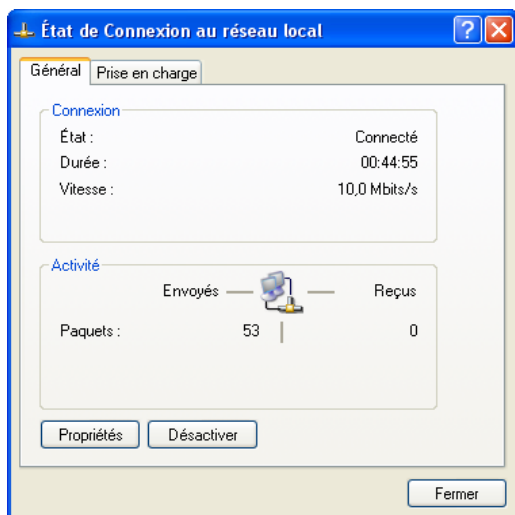 État de Connexion au réseau local
Général Prise en charge
Connexion
État : Connecté
Durée : 00:44:55
Vitesse : 10,0 Mbits/s
Activité
Envoyés Reçus
Paquets : 53 0
Propriétés Désactiver
Fermer